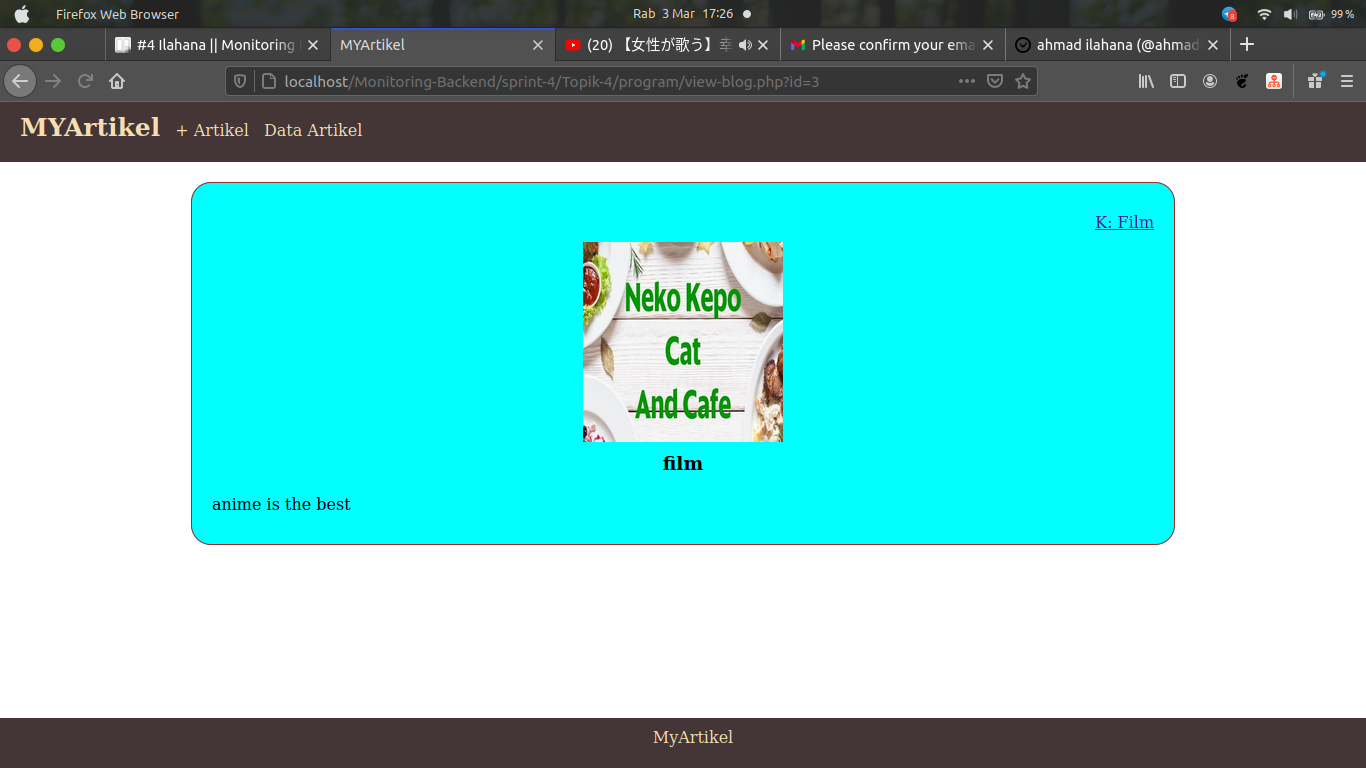 Firefox Web Browser
Rab 3 Mar 17:26
8
99 %
#4 Ilahana || Monitoring
MYArtikel
(20) 【女性が歌う】幸
Please confirm your ema
ahmad ilahana (@ahmad
localhost/Monitoring-Backend/sprint-4/Topik-4/program/view-blog.php?id=3
MYArtikel + Artikel Data Artikel
K: Film
Neko Kepo
Cat
And Cafe
film
anime is the best
MyArtikel